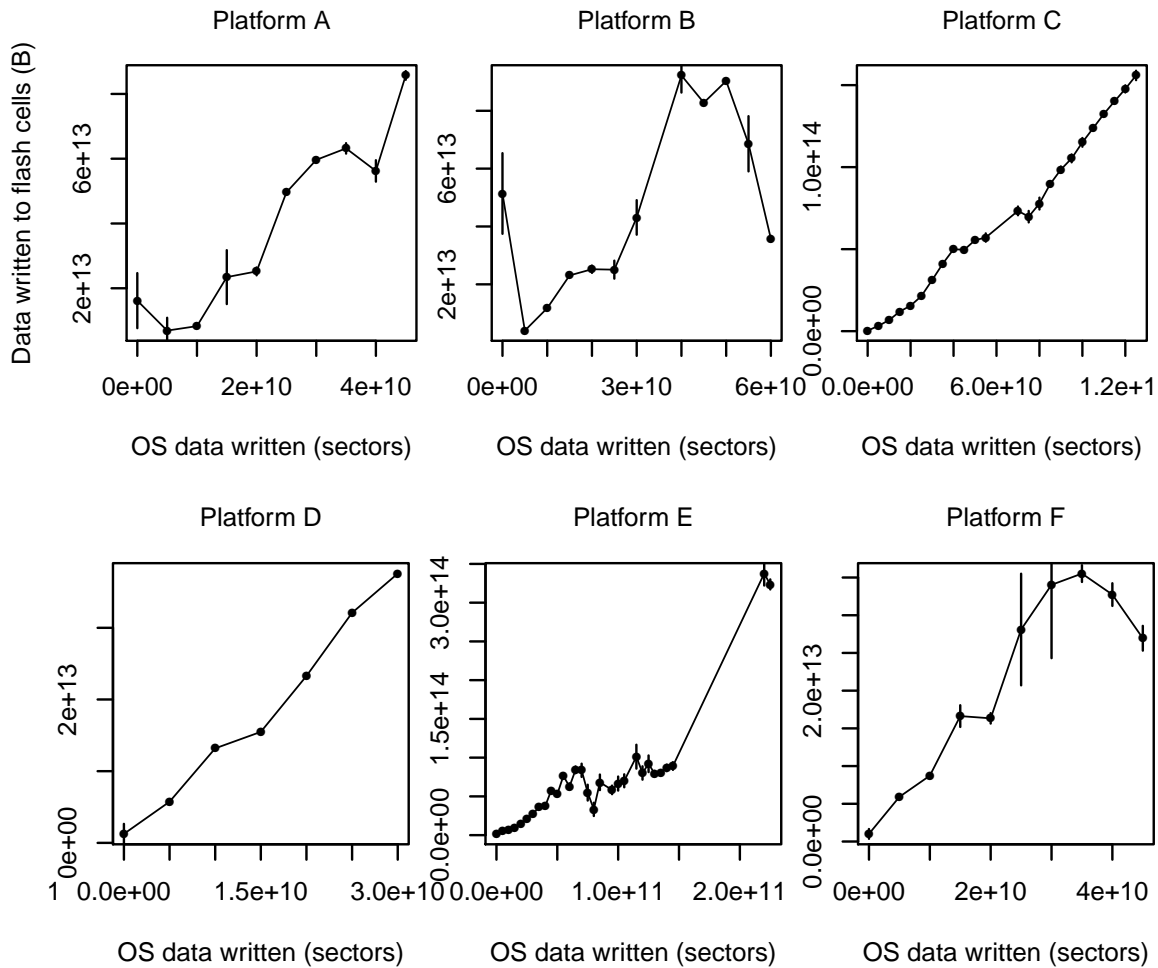 Platform A
Data written to flash cells (B)
2e+13
6e+13
0e+00 2e+10 4e+10
OS data written (sectors)
Platform B
2e+13
6e+13
0e+00 3e+10 6e+10
OS data written (sectors)
Platform C
0.0e+00
1.0e+14
0.0e+00 6.0e+10 1.2e+1
OS data written (sectors)
Platform D
0e+00
2e+13
1
0.0e+00 1.5e+10 3.0e+10
OS data written (sectors)
Platform E
0.0e+00
1.5e+14
3.0e+14
0.0e+00 1.0e+11 2.0e+11
OS data written (sectors)
Platform F
0.0e+00
2.0e+13
0e+00 2e+10 4e+10
OS data written (sectors)